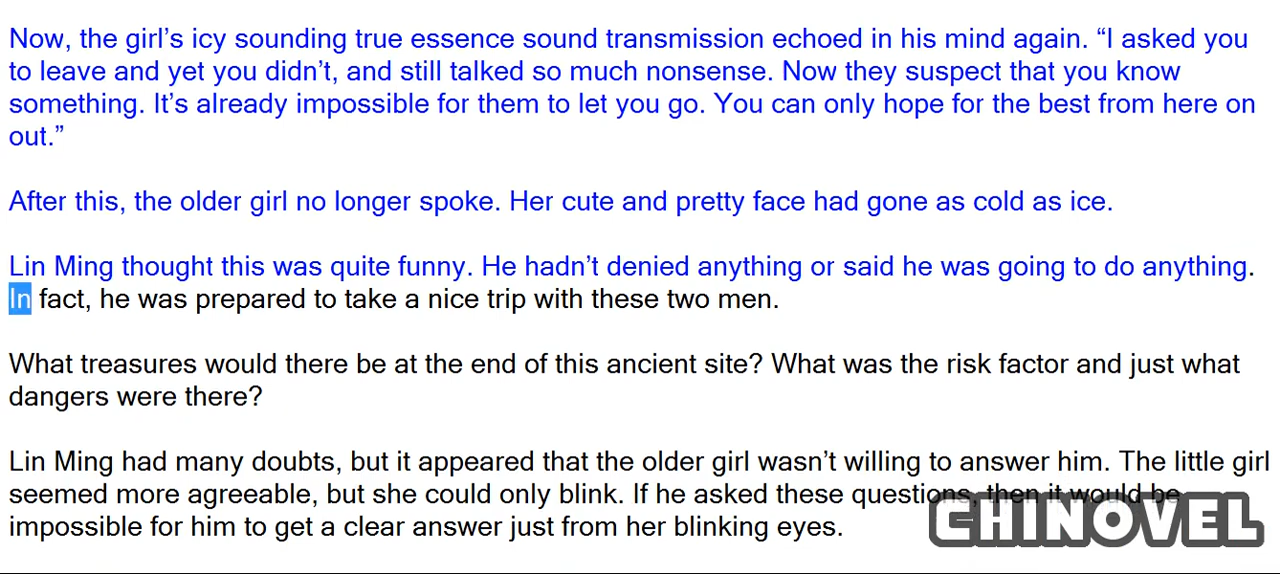 Now, the girl’s icy sounding true essence sound transmission echoed in his mind again. “I asked you
to leave and yet you didn’t, and still talked so much nonsense. Now they suspect that you know
something. It’s already impossible for them to let you go. You can only hope for the best from here on
out.”
After this, the older girl no longer spoke. Her cute and pretty face had gone as cold as ice.
Lin Ming thought this was quite funny. He hadn’t denied anything or said he was going to do anything.
In fact, he was prepared to take a nice trip with these two men.
What treasures would there be at the end of this ancient site? What was the risk factor and just what
dangers were there?
Lin Ming had many doubts, but it appeared that the older girl wasn’t willing to answer him. The little girl
seemed more agreeable, but she could only blink. If he asked these questions, then it would be
impossible for him to get a clear answer just from her blinking eyes.
CHINOVEL